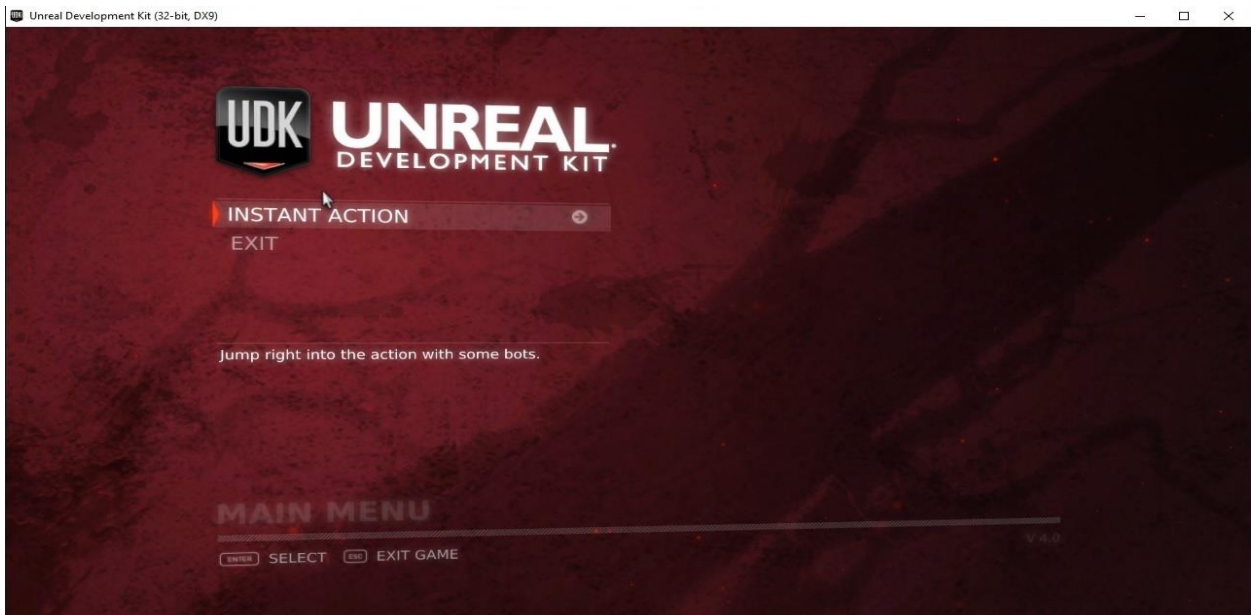 Unreal Development Kit (32-bit, DX9)
UDK UNREAL
DEVELOPMENT KIT
INSTANT ACTION
EXIT
Jump right into the action with some bots.
MAIN MENU
V 4.0
ENTER SELECT ESC EXIT GAME